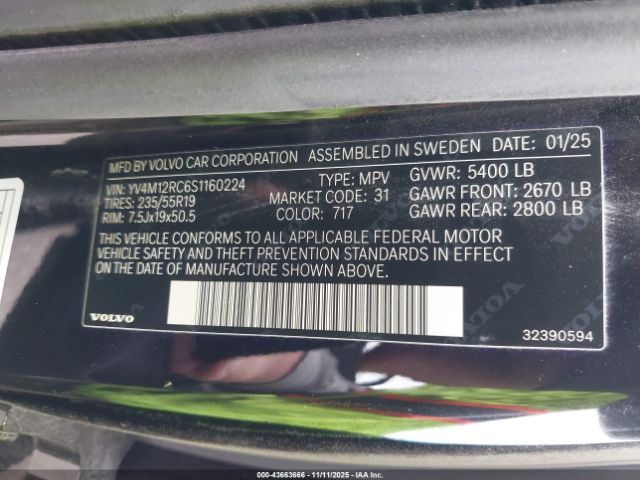 MFD BY VOLVO CAR CORPORATION ASSEMBLED IN SWEDEN DATE: 01/25
VIN: YV4M12RC6S1160224 TYPE: MPV GVWR: 5400 LB
TIRES: 235/55R19 MARKET CODE: 31 GAWR FRONT: 2670 LB
RIM: 7.5Jx19x50.5 COLOR: 717 GAWR REAR: 2800 LB
THIS VEHICLE CONFORMS TO ALL APPLICABLE FEDERAL MOTOR
VEHICLE SAFETY AND THEFT PREVENTION STANDARDS IN EFFECT
ON THE DATE OF MANUFACTURE SHOWN ABOVE.
VOLVO
32390594
000-43663666 - 11/11/2025 - IAA Inc.